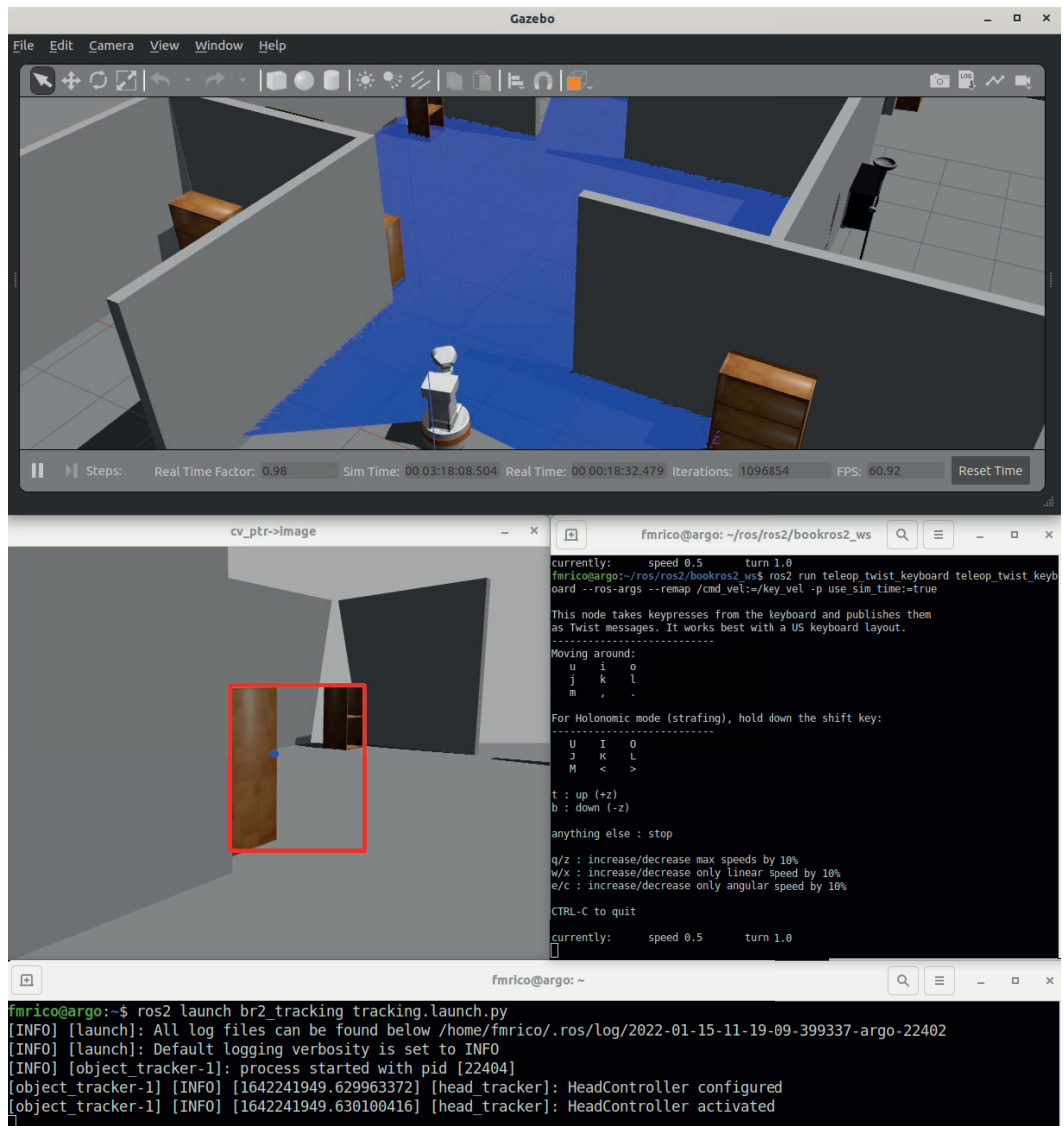 Gazebo
File Edit Camera View Window Help
LOG
Steps: Real Time Factor: 0.98 Sim Time: 00 03:18:08.504 Real Time: 00 00:18:32.479 Iterations: 1096854 FPS: 60.92 Reset Time
cv_ptr->image
fmrico@argo: ~/ros/ros2/bookros2_ws
currently: speed 0.5 turn 1.0
fmrico@argo:~/ros/ros2/bookros2_ws$ ros2 run teleop_twist_keyboard teleop_twist_keyb
oard --ros-args --remap /cmd_vel:=/key_vel -p use_sim_time:=true
This node takes keypresses from the keyboard and publishes them
as Twist messages. It works best with a US keyboard layout.
---------------------------
Moving around:
u i o
j k l
m , .
For Holonomic mode (strafing), hold down the shift key:
---------------------------
U I O
J K L
M < >
t : up (+z)
b : down (-z)
anything else : stop
q/z : increase/decrease max speeds by 10%
w/x : increase/decrease only linear speed by 10%
e/c : increase/decrease only angular speed by 10%
CTRL-C to quit
currently: speed 0.5 turn 1.0
fmrico@argo: ~
fmrico@argo:~$ ros2 launch br2_tracking tracking.launch.py
[INFO] [launch]: All log files can be found below /home/fmrico/.ros/log/2022-01-15-11-19-09-399337-argo-22402
[INFO] [launch]: Default logging verbosity is set to INFO
[INFO] [object_tracker-1]: process started with pid [22404]
[object_tracker-1] [INFO] [1642241949.629963372] [head_tracker]: HeadController configured
[object_tracker-1] [INFO] [1642241949.630100416] [head_tracker]: HeadController activated